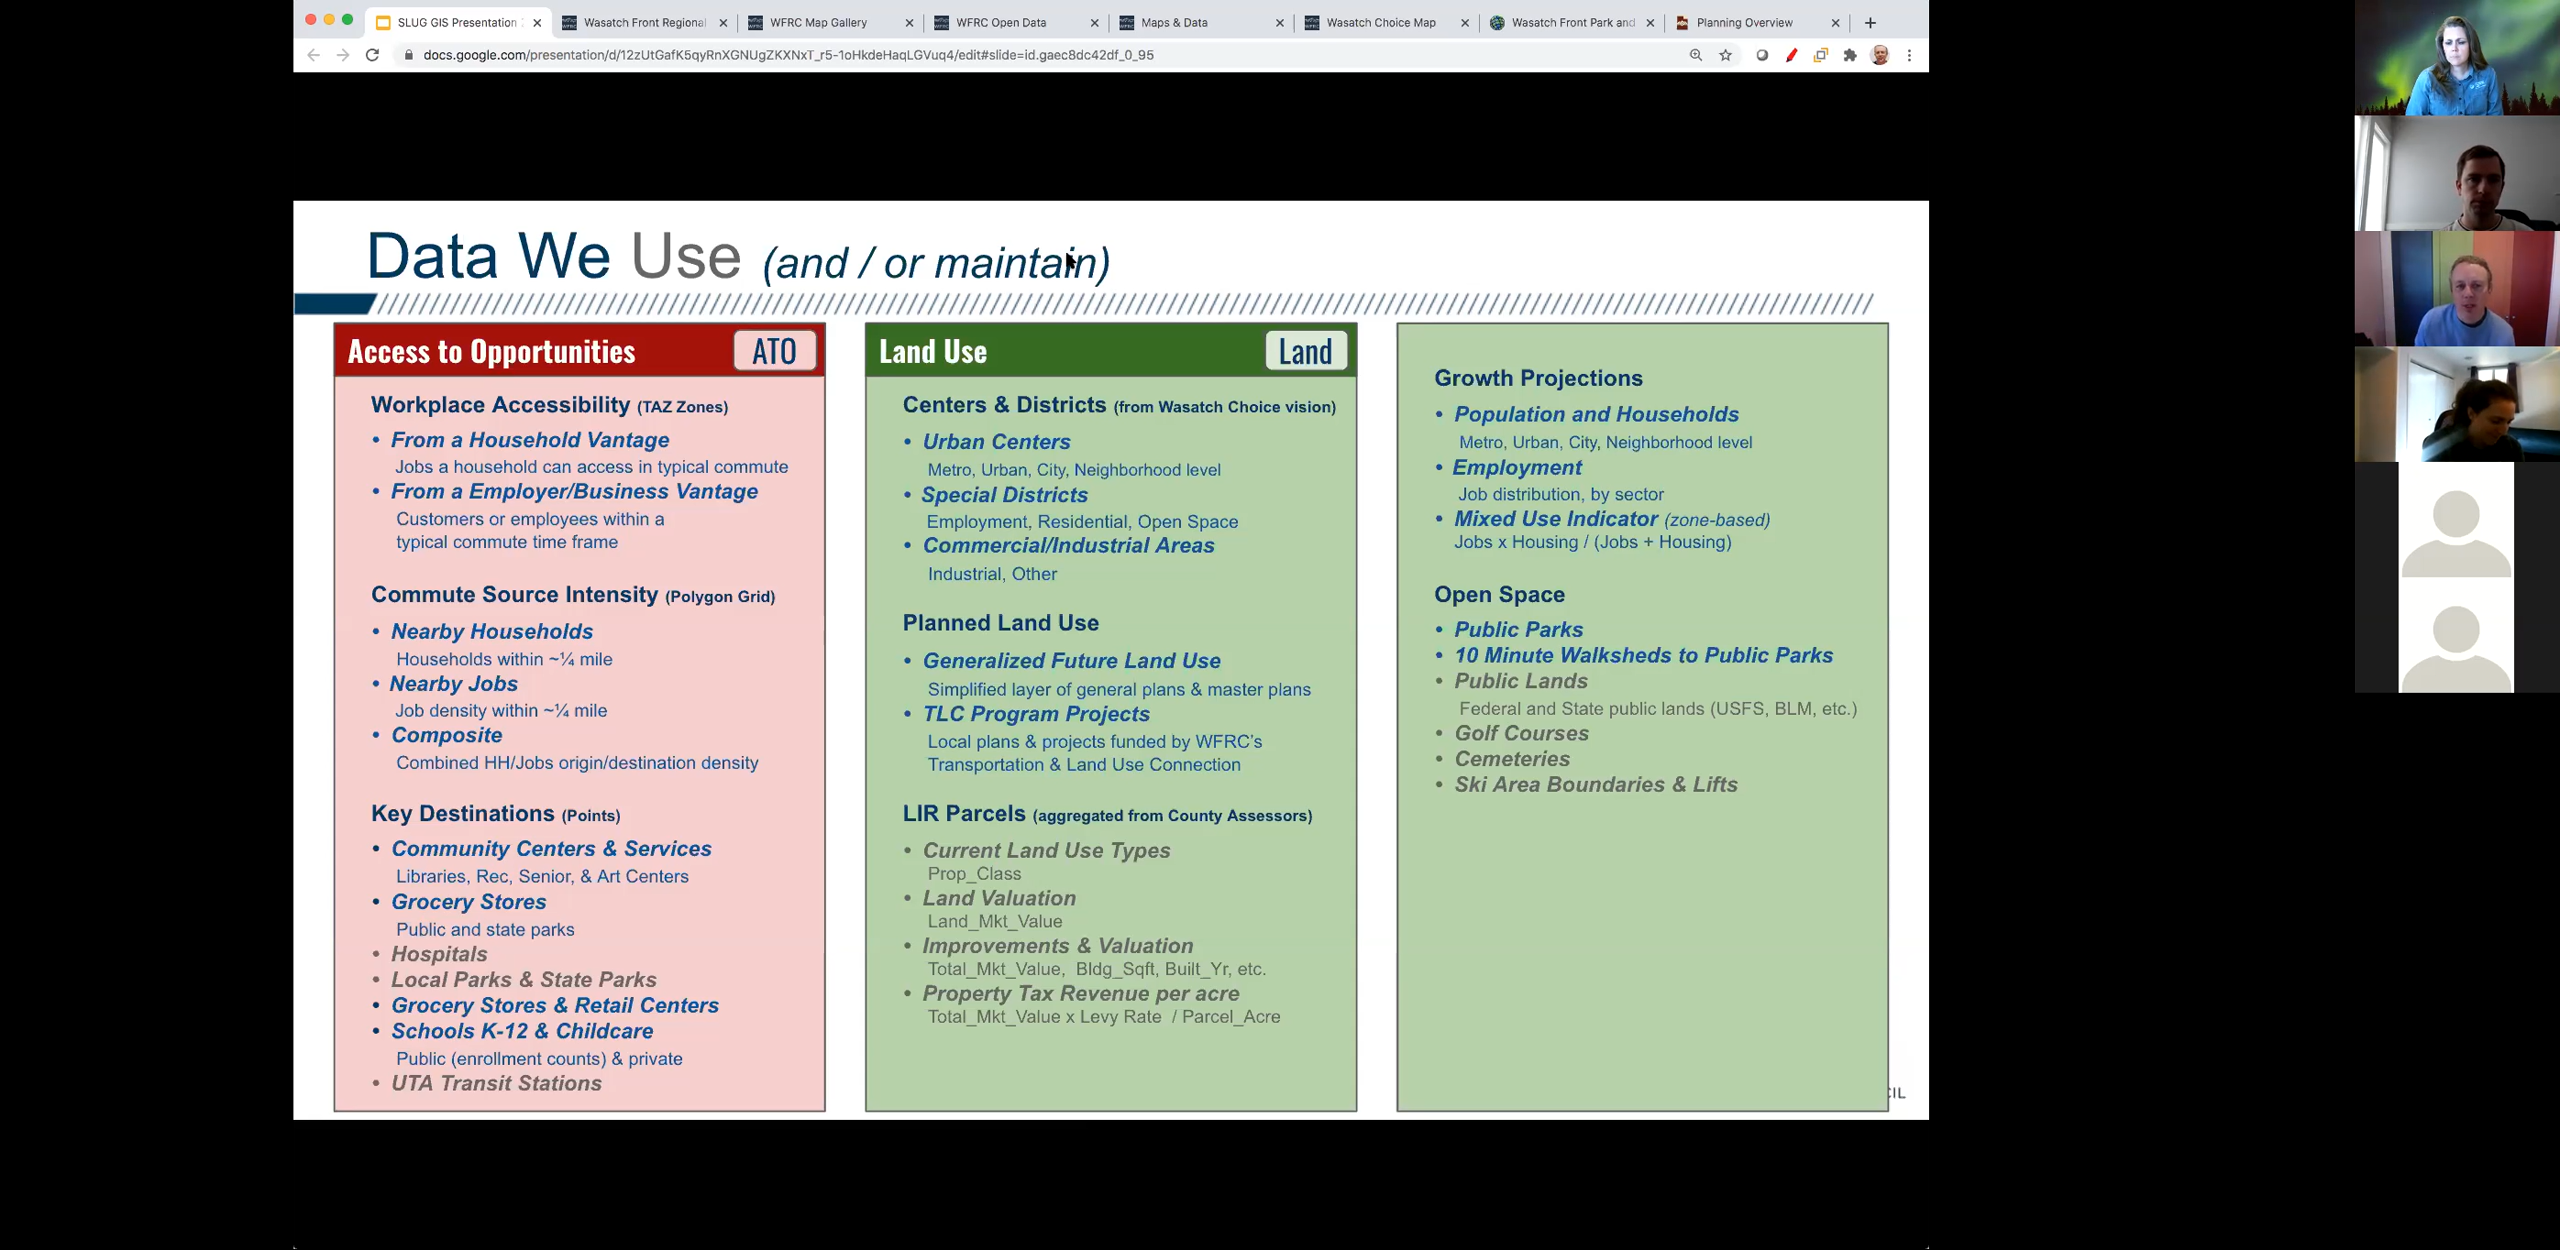 SLUG GIS Presentation
Wasatch Front Regional
WFRC Map Gallery
WFRC Open Data
Maps & Data
Wasatch Choice Map
Wasatch Front Park and
Planning Overview
docs.google.com/presentation/d/12zUtGafK5qyRnXGNUgZKXNxT_r5-1oHkdeHaqLGVuq4/edit#slide=id.gaec8dc42df_0_95
Data We Use (and / or maintain)
Access to Opportunities ATO
Workplace Accessibility (TAZ Zones)
• From a Household Vantage
Jobs a household can access in typical commute
• From a Employer/Business Vantage
Customers or employees within a
typical commute time frame
Commute Source Intensity (Polygon Grid)
• Nearby Households
Households within ~¼ mile
• Nearby Jobs
Job density within ~¼ mile
• Composite
Combined HH/Jobs origin/destination density
Key Destinations (Points)
• Community Centers & Services
Libraries, Rec, Senior, & Art Centers
• Grocery Stores
Public and state parks
• Hospitals
• Local Parks & State Parks
• Grocery Stores & Retail Centers
• Schools K-12 & Childcare
Public (enrollment counts) & private
• UTA Transit Stations
Land Use Land
Centers & Districts (from Wasatch Choice vision)
• Urban Centers
Metro, Urban, City, Neighborhood level
• Special Districts
Employment, Residential, Open Space
• Commercial/Industrial Areas
Industrial, Other
Planned Land Use
• Generalized Future Land Use
Simplified layer of general plans & master plans
• TLC Program Projects
Local plans & projects funded by WFRC's
Transportation & Land Use Connection
LIR Parcels (aggregated from County Assessors)
• Current Land Use Types
Prop_Class
• Land Valuation
Land_Mkt_Value
• Improvements & Valuation
Total_Mkt_Value, Bldg_Sqft, Built_Yr, etc.
• Property Tax Revenue per acre
Total_Mkt_Value x Levy Rate / Parcel_Acre
Growth Projections
• Population and Households
Metro, Urban, City, Neighborhood level
• Employment
Job distribution, by sector
• Mixed Use Indicator (zone-based)
Jobs x Housing / (Jobs + Housing)
Open Space
• Public Parks
• 10 Minute Walksheds to Public Parks
• Public Lands
Federal and State public lands (USFS, BLM, etc.)
• Golf Courses
• Cemeteries
• Ski Area Boundaries & Lifts